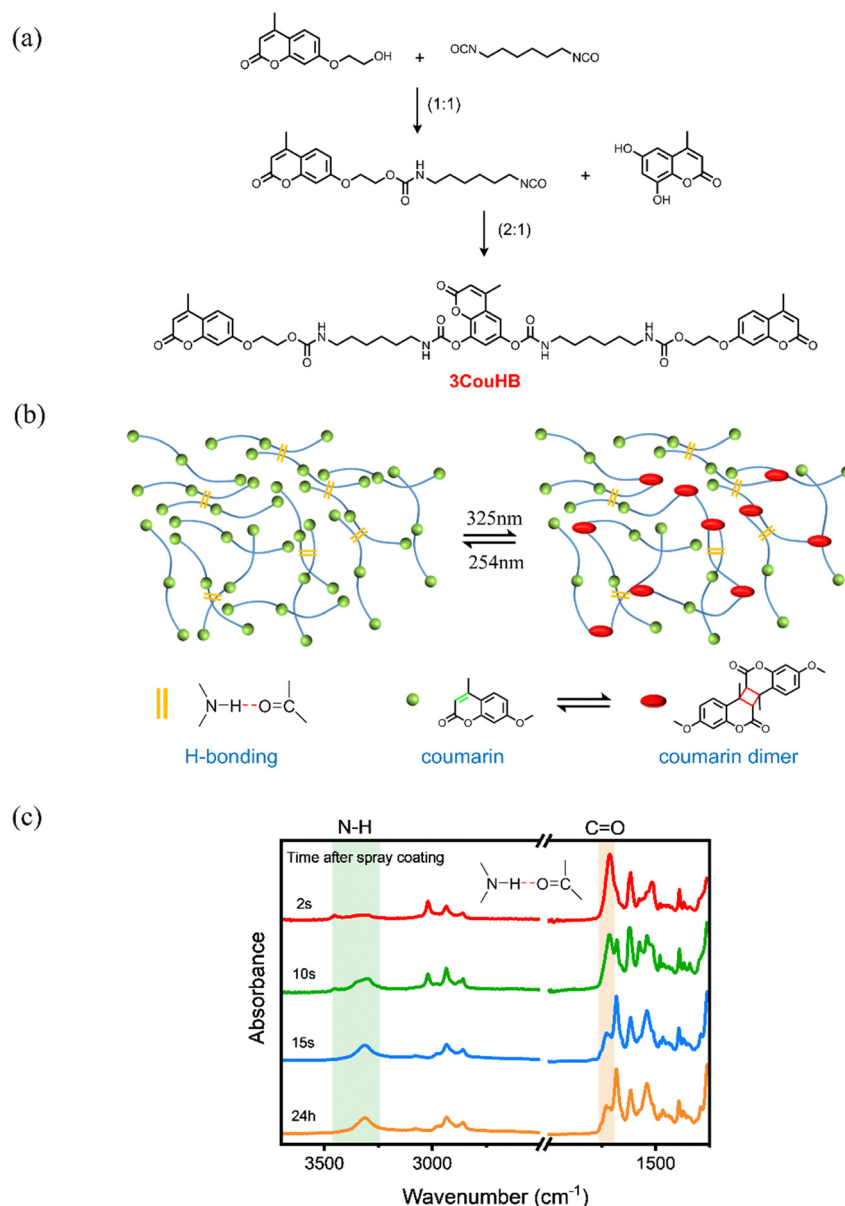 (a)
OH
O
O
O
+
OCN
NCO
(1:1)
O
O
O
O
O
H
N
NCO
+
HO
OH
O
O
(2:1)
O
O
O
O
O
H
N
N
H
O
O
O
O
O
O
N
H
H
N
O
O
O
O
O
3CouHB
(b)
325nm
254nm
N H O C
O O O
O O O O O O
H-bonding
coumarin
coumarin dimer
(c)
N-H
C=O
Time after spray coating
N H O C
2s
10s
15s
24h
Absorbance
3500
3000
1500
Wavenumber (cm⁻¹)